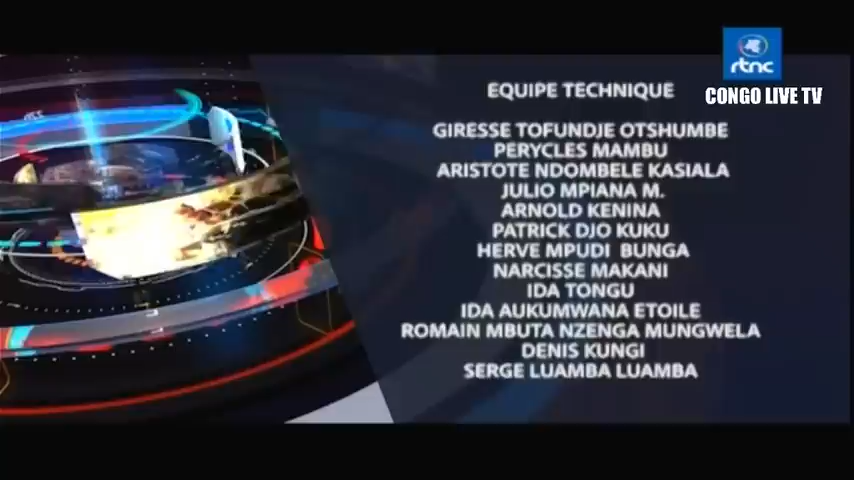 rtnc
CONGO LIVE TV
EQUIPE TECHNIQUE
GIRESSE TOFUNDJE OTSHUMBE
PERYCLES MAMBU
ARISTOTE NDOMBELE KASIALA
JULIO MPIANA M.
ARNOLD KENINA
PATRICK DJO KUKU
HERVE MPUDI BUNGA
NARCISSE MAKANI
IDA TONGU
IDA AUKUMWANA ETOILE
ROMAIN MBUTA NZENGA MUNGWELA
DENIS KUNGI
SERGE LUAMBA LUAMBA